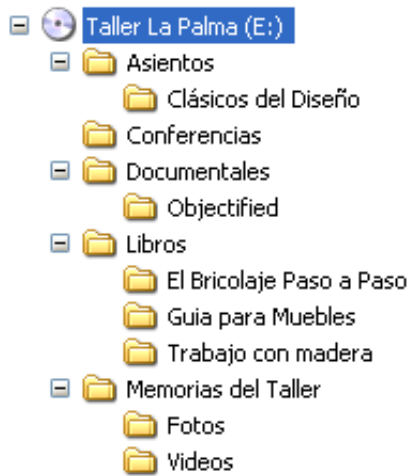 Taller La Palma (E:)
Asientos
Clásicos del Diseño
Conferencias
Documentales
Objectified
Libros
El Bricolaje Paso a Paso
Guia para Muebles
Trabajo con madera
Memorias del Taller
Fotos
Videos